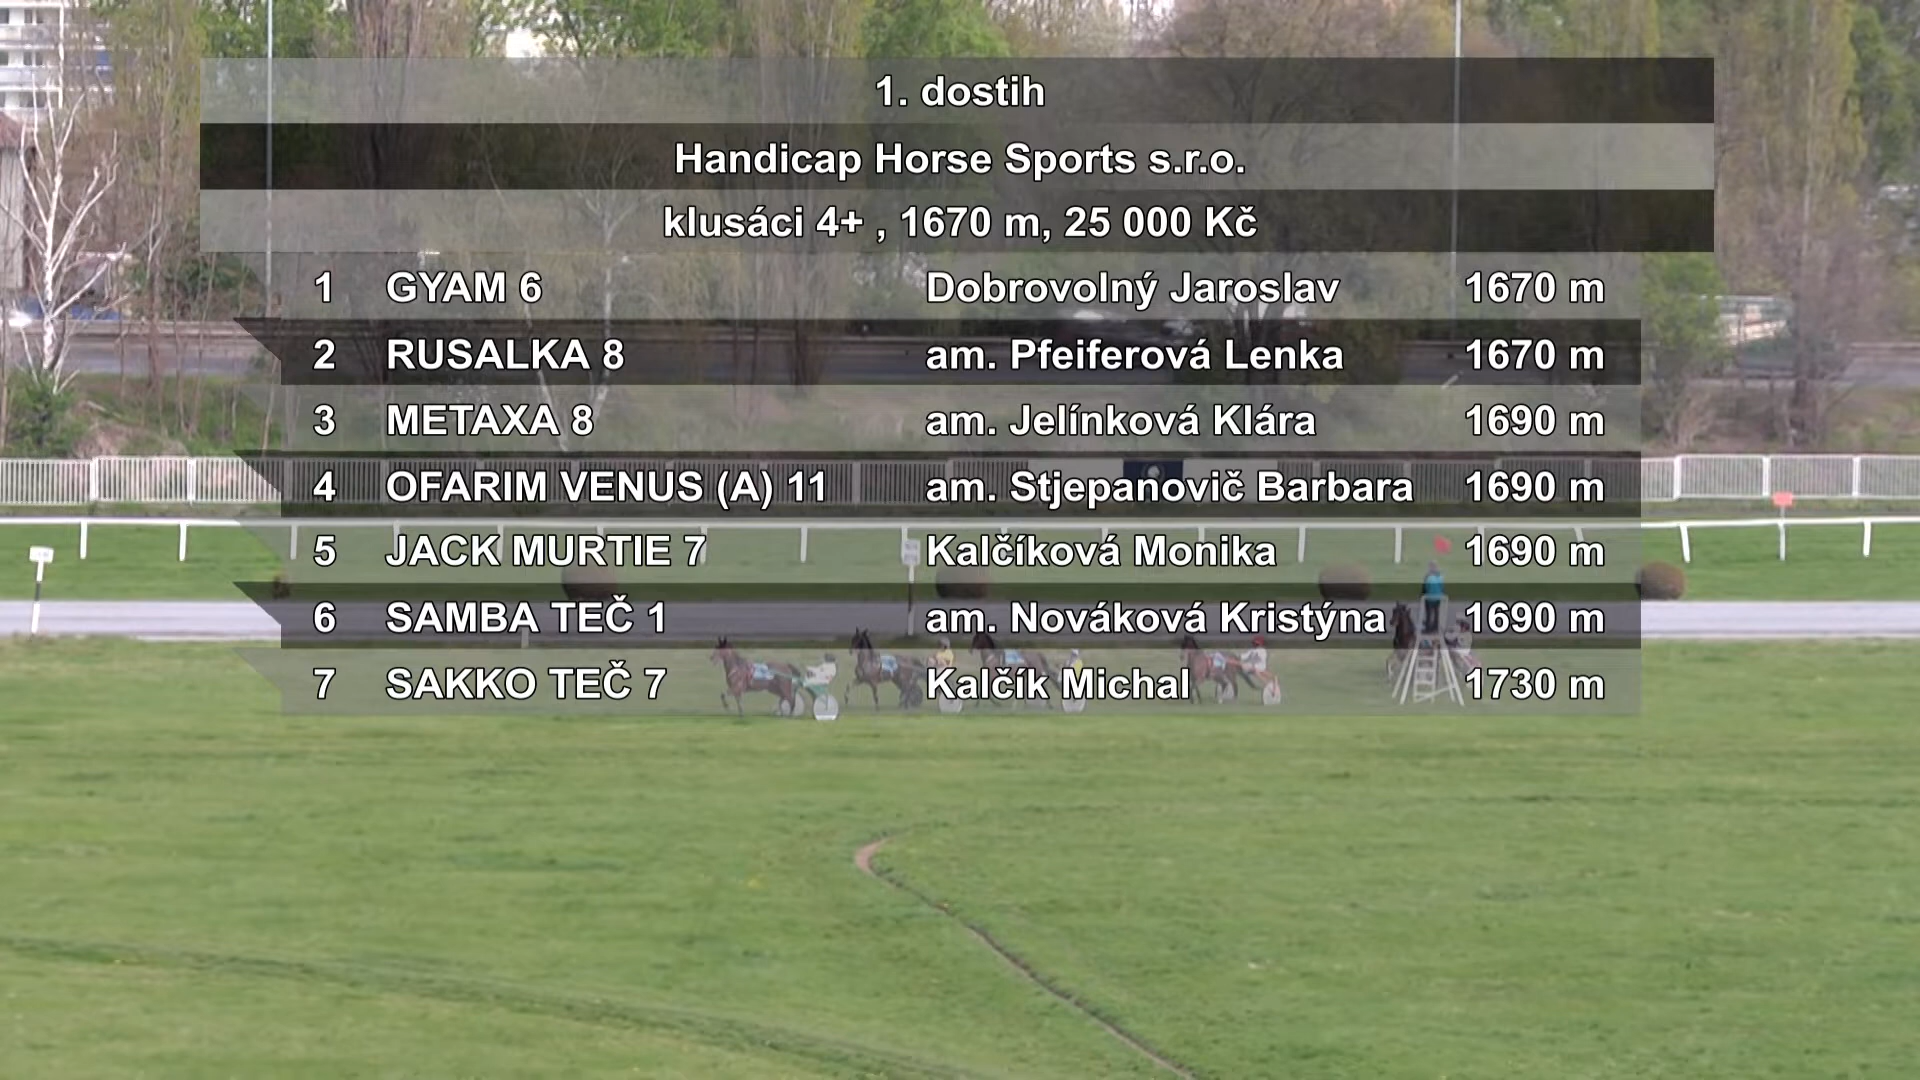 1. dostih
Handicap Horse Sports s.r.o.
klusáci 4+ , 1670 m, 25 000 Kč
1 GYAM 6 Dobrovolný Jaroslav 1670 m
2 RUSALKA 8 am. Pfeiferová Lenka 1670 m
3 METAXA 8 am. Jelínková Klára 1690 m
4 OFARIM VENUS (A) 11 am. Stjepanovič Barbara 1690 m
5 JACK MURTIE 7 Kalčíková Monika 1690 m
6 SAMBA TEČ 1 am. Nováková Kristýna 1690 m
7 SAKKO TEČ 7 Kalčík Michal 1730 m